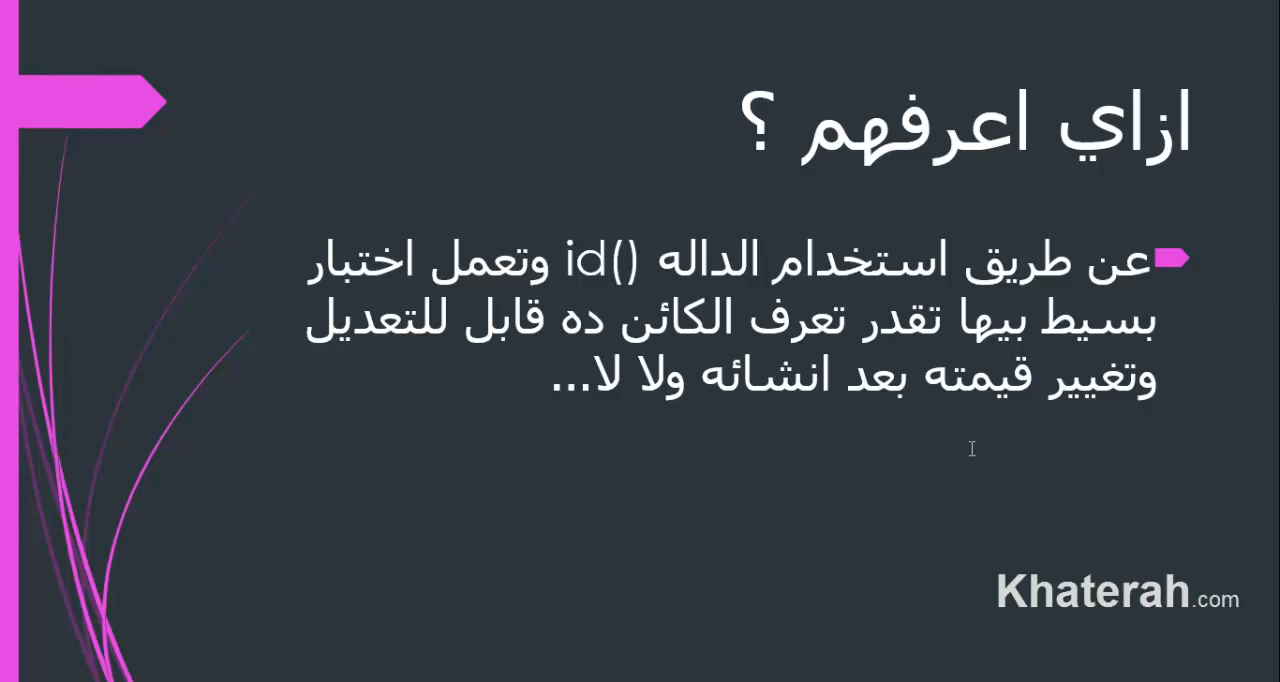 ازاي اعرفهم ؟
عن طريق استخدام الداله id() وتعمل اختبار
بسيط بيها تقدر تعرف الكائن ده قابل للتعديل
وتغيير قيمته بعد انشائه ولا لا...
Khaterah.com